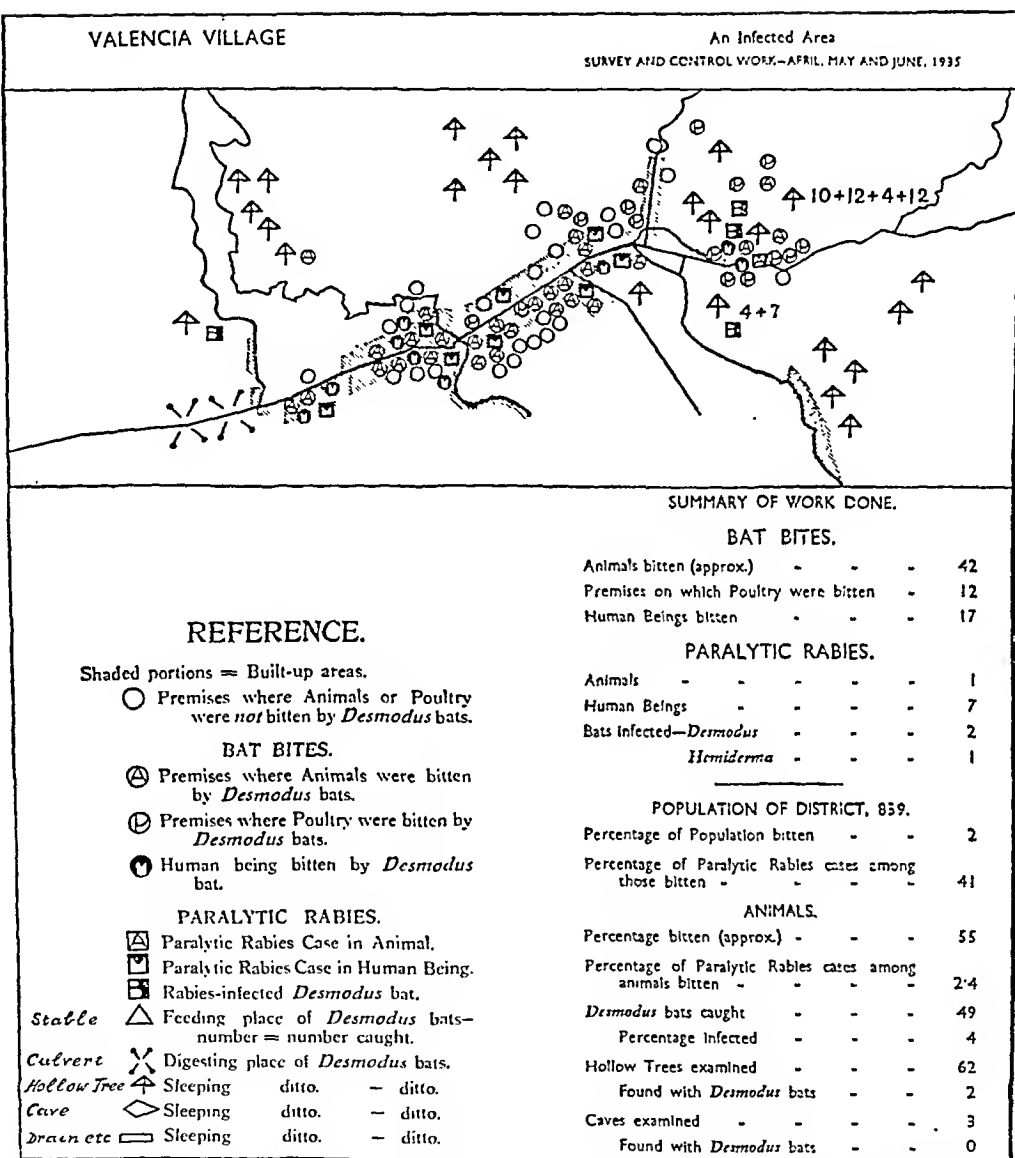 VALENCIA VILLAGE
An Infected Area
SURVEY AND CONTROL WORK—APRIL, MAY AND JUNE, 1935
10+12+4+12
4+7
REFERENCE.
Shaded portions = Built-up areas.
Premises where Animals or Poultry
were not bitten by Desmodus bats.
BAT BITES.
Premises where Animals were bitten
by Desmodus bats.
Premises where Poultry were bitten by
Desmodus bats.
Human being bitten by Desmodus
bat.
PARALYTIC RABIES.
Paralytic Rabies Case in Animal.
Paralytic Rabies Case in Human Being.
Rabies-infected Desmodus bat.
Stable Feeding place of Desmodus bats—
number = number caught.
Culvert Digesting place of Desmodus bats.
Hollow Tree Sleeping ditto. — ditto.
Cave Sleeping ditto. — ditto.
Drain etc Sleeping ditto. — ditto.
SUMMARY OF WORK DONE.
BAT BITES.
Animals bitten (approx.) - - - 42
Premises on which Poultry were bitten - 12
Human Beings bitten - - - 17
PARALYTIC RABIES.
Animals - - - - - 1
Human Beings - - - - 7
Bats Infected—Desmodus - - - 2
Hemiderma - - - 1
POPULATION OF DISTRICT, 839.
Percentage of Population bitten - - 2
Percentage of Paralytic Rabies cases among
those bitten - - - - 41
ANIMALS.
Percentage bitten (approx.) - - - 55
Percentage of Paralytic Rabies cases among
animals bitten - - - - 2·4
Desmodus bats caught - - - 49
Percentage Infected - - - 4
Hollow Trees examined - - - 62
Found with Desmodus bats - - 2
Caves examined - - - 3
Found with Desmodus bats - - 0